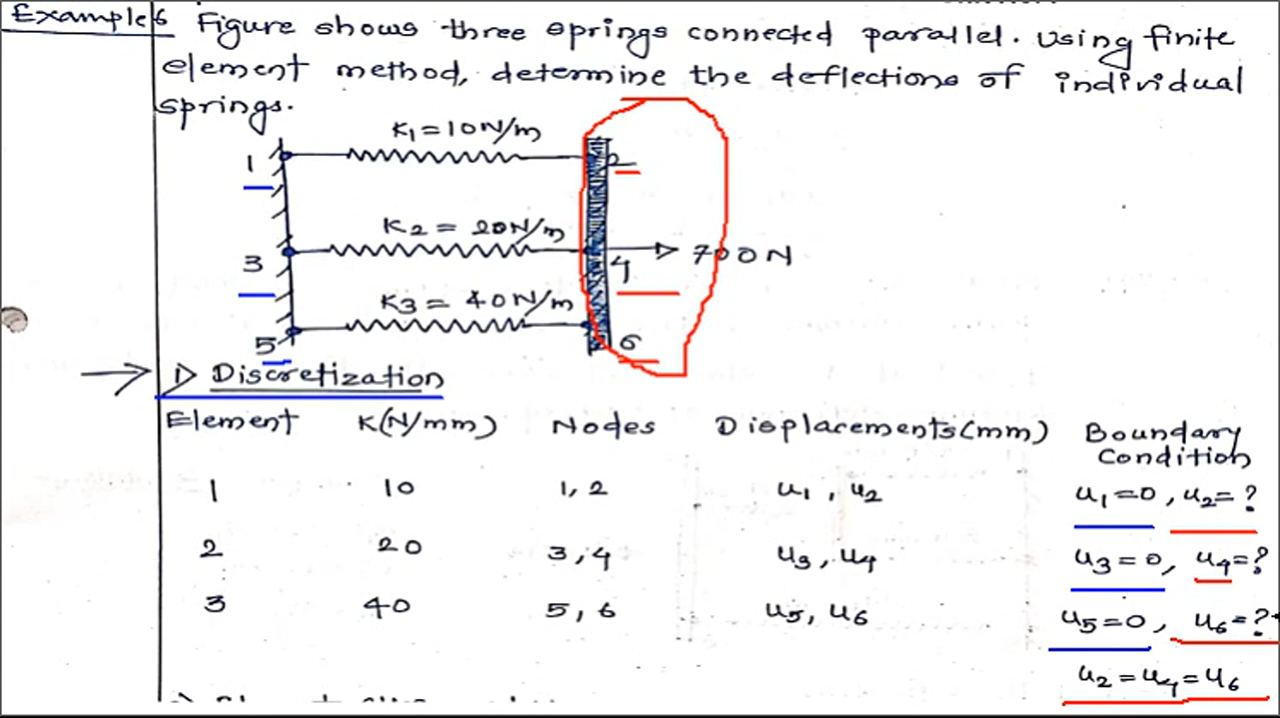 Example 6 Figure shows three springs connected parallel. Using finite
element method, determine the deflections of individual
springs.
K1 = 10 N/m
1
2
K2 = 20 N/m
3
4
700N
K3 = 40 N/m
5
6
→ 1) Discretization
Element K(N/mm) Nodes Displacements(mm) Boundary Condition
1 10 1, 2 u1, u2 u1=0, u2=?
2 20 3, 4 u3, u4 u3=0, u4=?
3 40 5, 6 u5, u6 u5=0, u6=?
u2 = u4 = u6